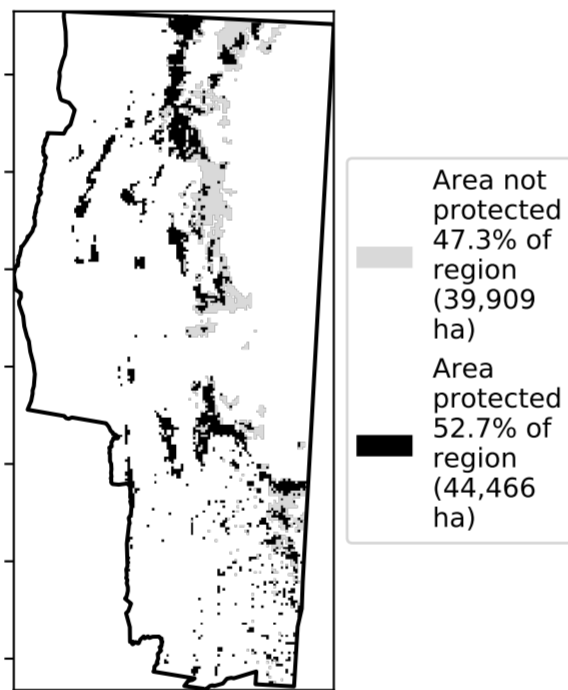 Area not
protected
47.3% of
region
(39,909
ha)
Area
protected
52.7% of
region
(44,466
ha)